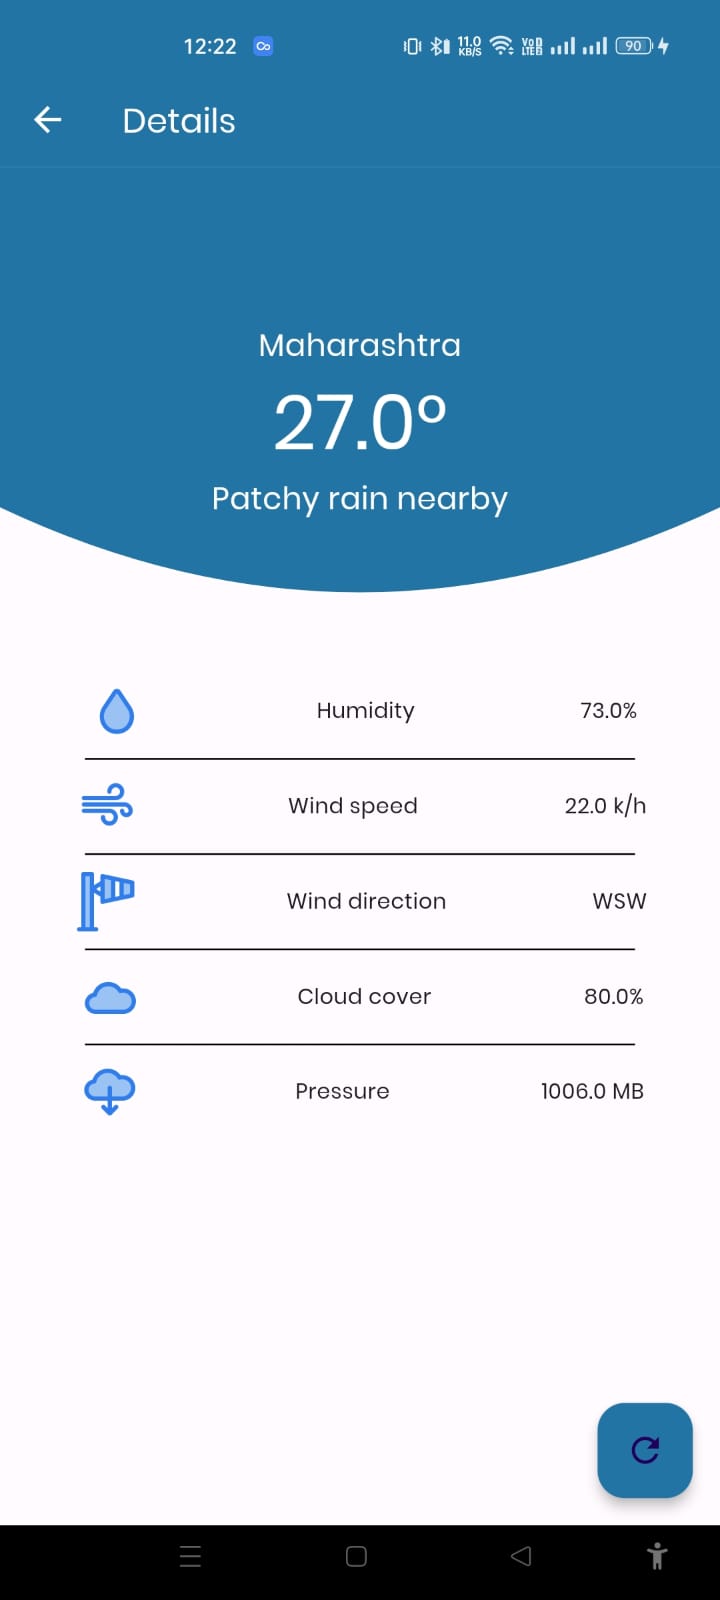 12:22 11.0 KB/S VoD LTE 90
Details
Maharashtra
27.0°
Patchy rain nearby
Humidity 73.0%
Wind speed 22.0 k/h
Wind direction WSW
Cloud cover 80.0%
Pressure 1006.0 MB